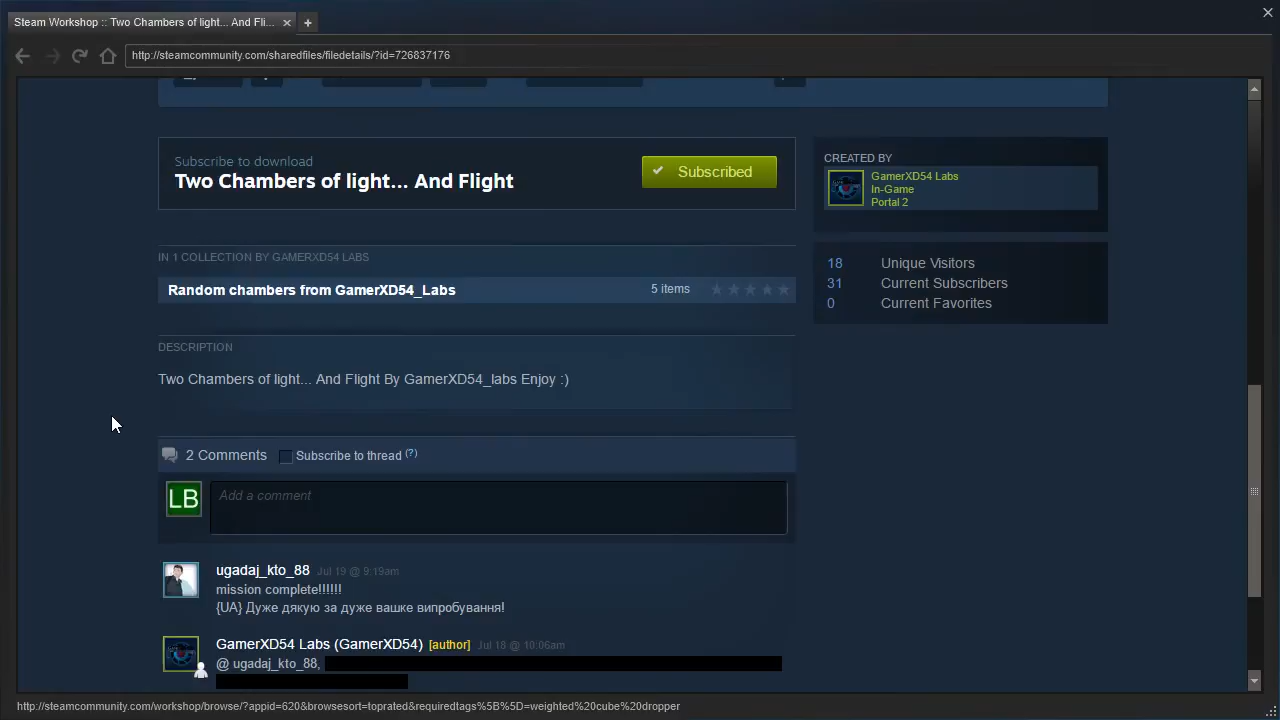 Steam Workshop :: Two Chambers of light... And Fli...
http://steamcommunity.com/sharedfiles/filedetails/?id=726837176
Subscribe to download
Two Chambers of light... And Flight
Subscribed
CREATED BY
GamerXD54 Labs
In-Game
Portal 2
IN 1 COLLECTION BY GAMERXD54 LABS
Random chambers from GamerXD54_Labs
5 items
18 Unique Visitors
31 Current Subscribers
0 Current Favorites
DESCRIPTION
Two Chambers of light... And Flight By GamerXD54_labs Enjoy :)
2 Comments Subscribe to thread (?)
LB
Add a comment
ugadaj_kto_88 Jul 19 @ 9:19am
mission complete!!!!!!
{UA} Дуже дякую за дуже вашке випробування!
GamerXD54 Labs (GamerXD54) [author] Jul 18 @ 10:06am
@ ugadaj_kto_88,
http://steamcommunity.com/workshop/browse/?appid=620&browsesort=toprated&requiredtags%5B%5D=weighted%20cube%20dropper